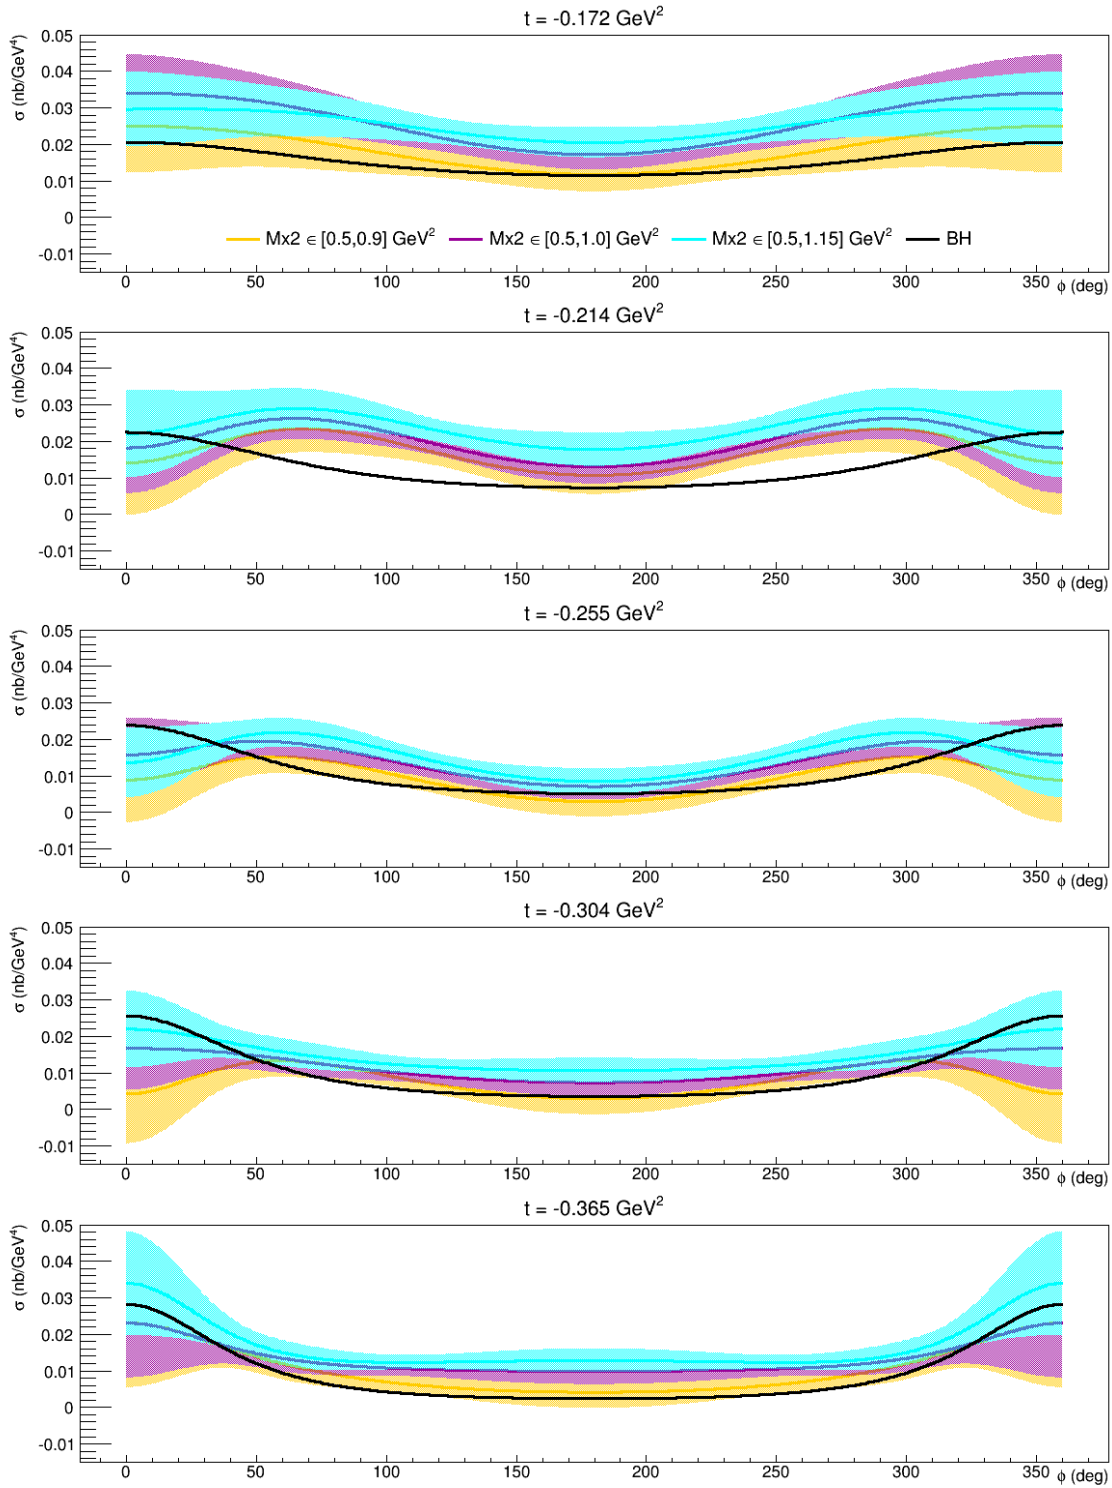 t = -0.172 GeV²
σ (nb/GeV⁴)
0.05
0.04
0.03
0.02
0.01
0
-0.01
Mx2 ∈ [0.5,0.9] GeV² Mx2 ∈ [0.5,1.0] GeV² Mx2 ∈ [0.5,1.15] GeV² BH
0 50 100 150 200 250 300 350 ϕ (deg)
t = -0.214 GeV²
σ (nb/GeV⁴)
0.05
0.04
0.03
0.02
0.01
0
-0.01
0 50 100 150 200 250 300 350 ϕ (deg)
t = -0.255 GeV²
σ (nb/GeV⁴)
0.05
0.04
0.03
0.02
0.01
0
-0.01
0 50 100 150 200 250 300 350 ϕ (deg)
t = -0.304 GeV²
σ (nb/GeV⁴)
0.05
0.04
0.03
0.02
0.01
0
-0.01
0 50 100 150 200 250 300 350 ϕ (deg)
t = -0.365 GeV²
σ (nb/GeV⁴)
0.05
0.04
0.03
0.02
0.01
0
-0.01
0 50 100 150 200 250 300 350 ϕ (deg)